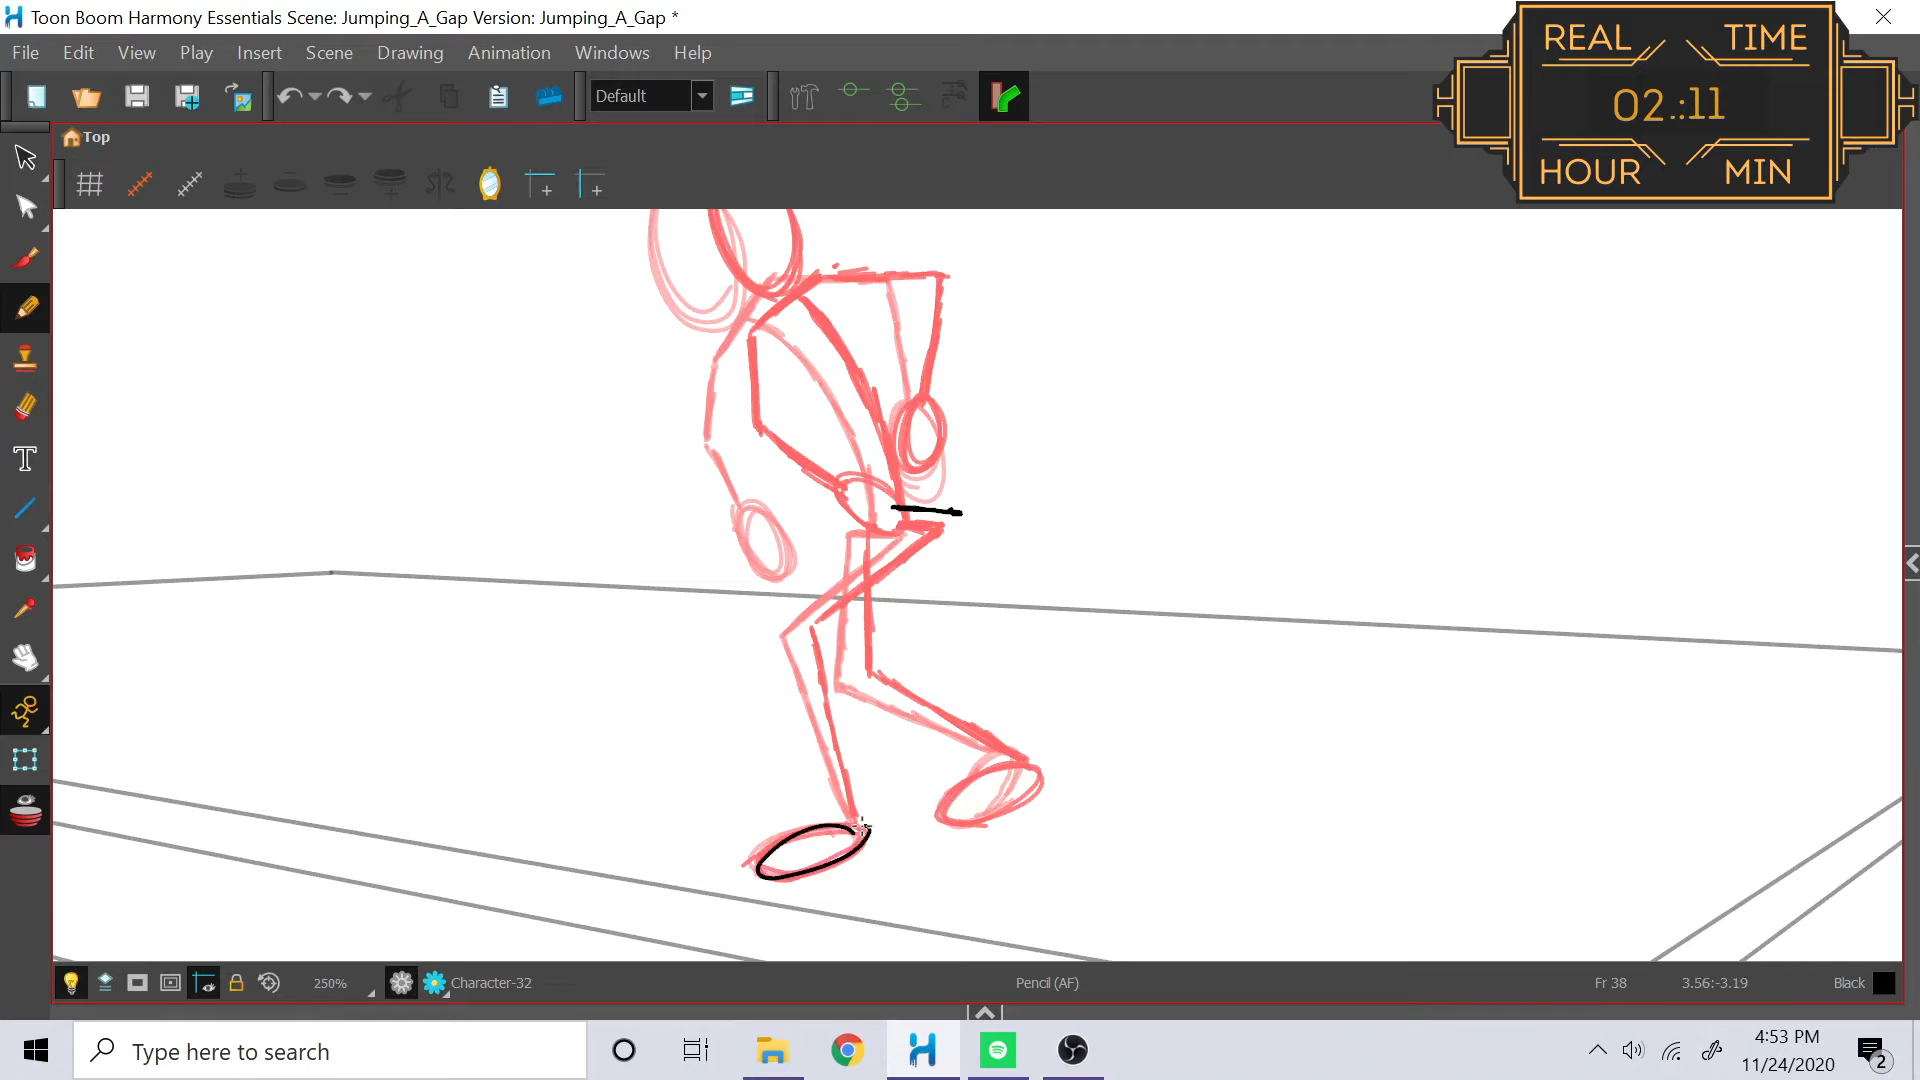 Toon Boom Harmony Essentials Scene: Jumping_A_Gap Version: Jumping_A_Gap *
File Edit View Play Insert Scene Drawing Animation Windows Help
REAL TIME
Default
02.:11
Top
HOUR MIN
T
250% Character-32 Pencil (AF) Fr 38 3.56:-3.19 Black
Type here to search
4:53 PM
11/24/2020
2